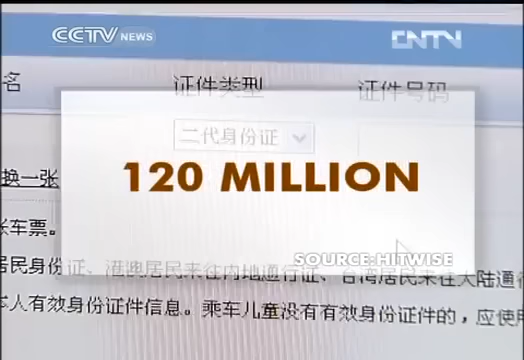 CCTV NEWS
CNTV
名 证件类型 证件号码
二代身份证
换一张
120 MILLION
张车票。
SOURCE:HITWISE
居民身份证、港澳居民来往内地通行证、台湾居民来往大陆通行
本人有效身份证件信息。乘车儿童没有有效身份证件的，应使用